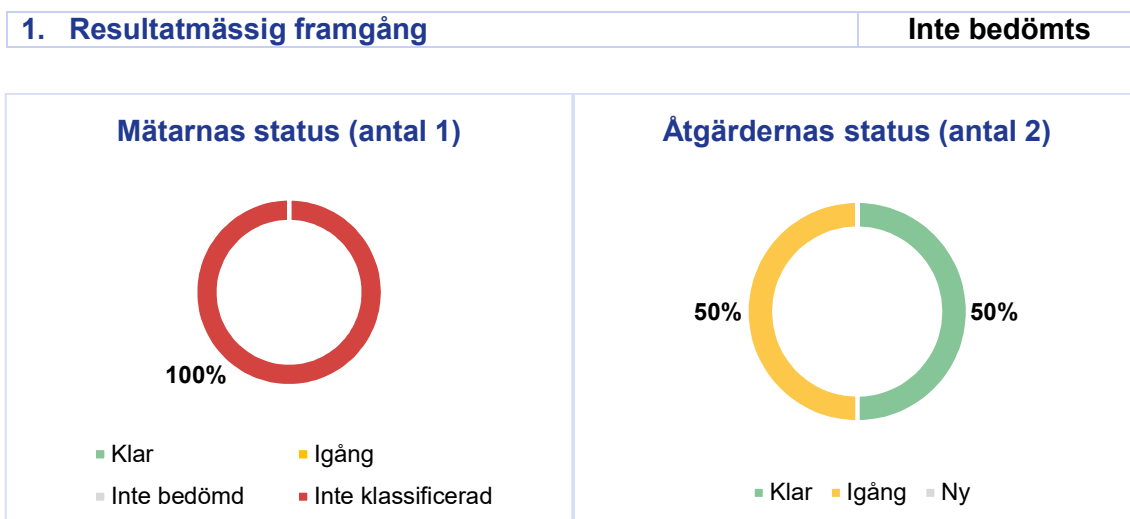 1. Resultatmässig framgång Inte bedömts
Mätarnas status (antal 1)
100%
Klar Igång
Inte bedömd Inte klassificerad
Åtgärdernas status (antal 2)
50% 50%
Klar Igång Ny